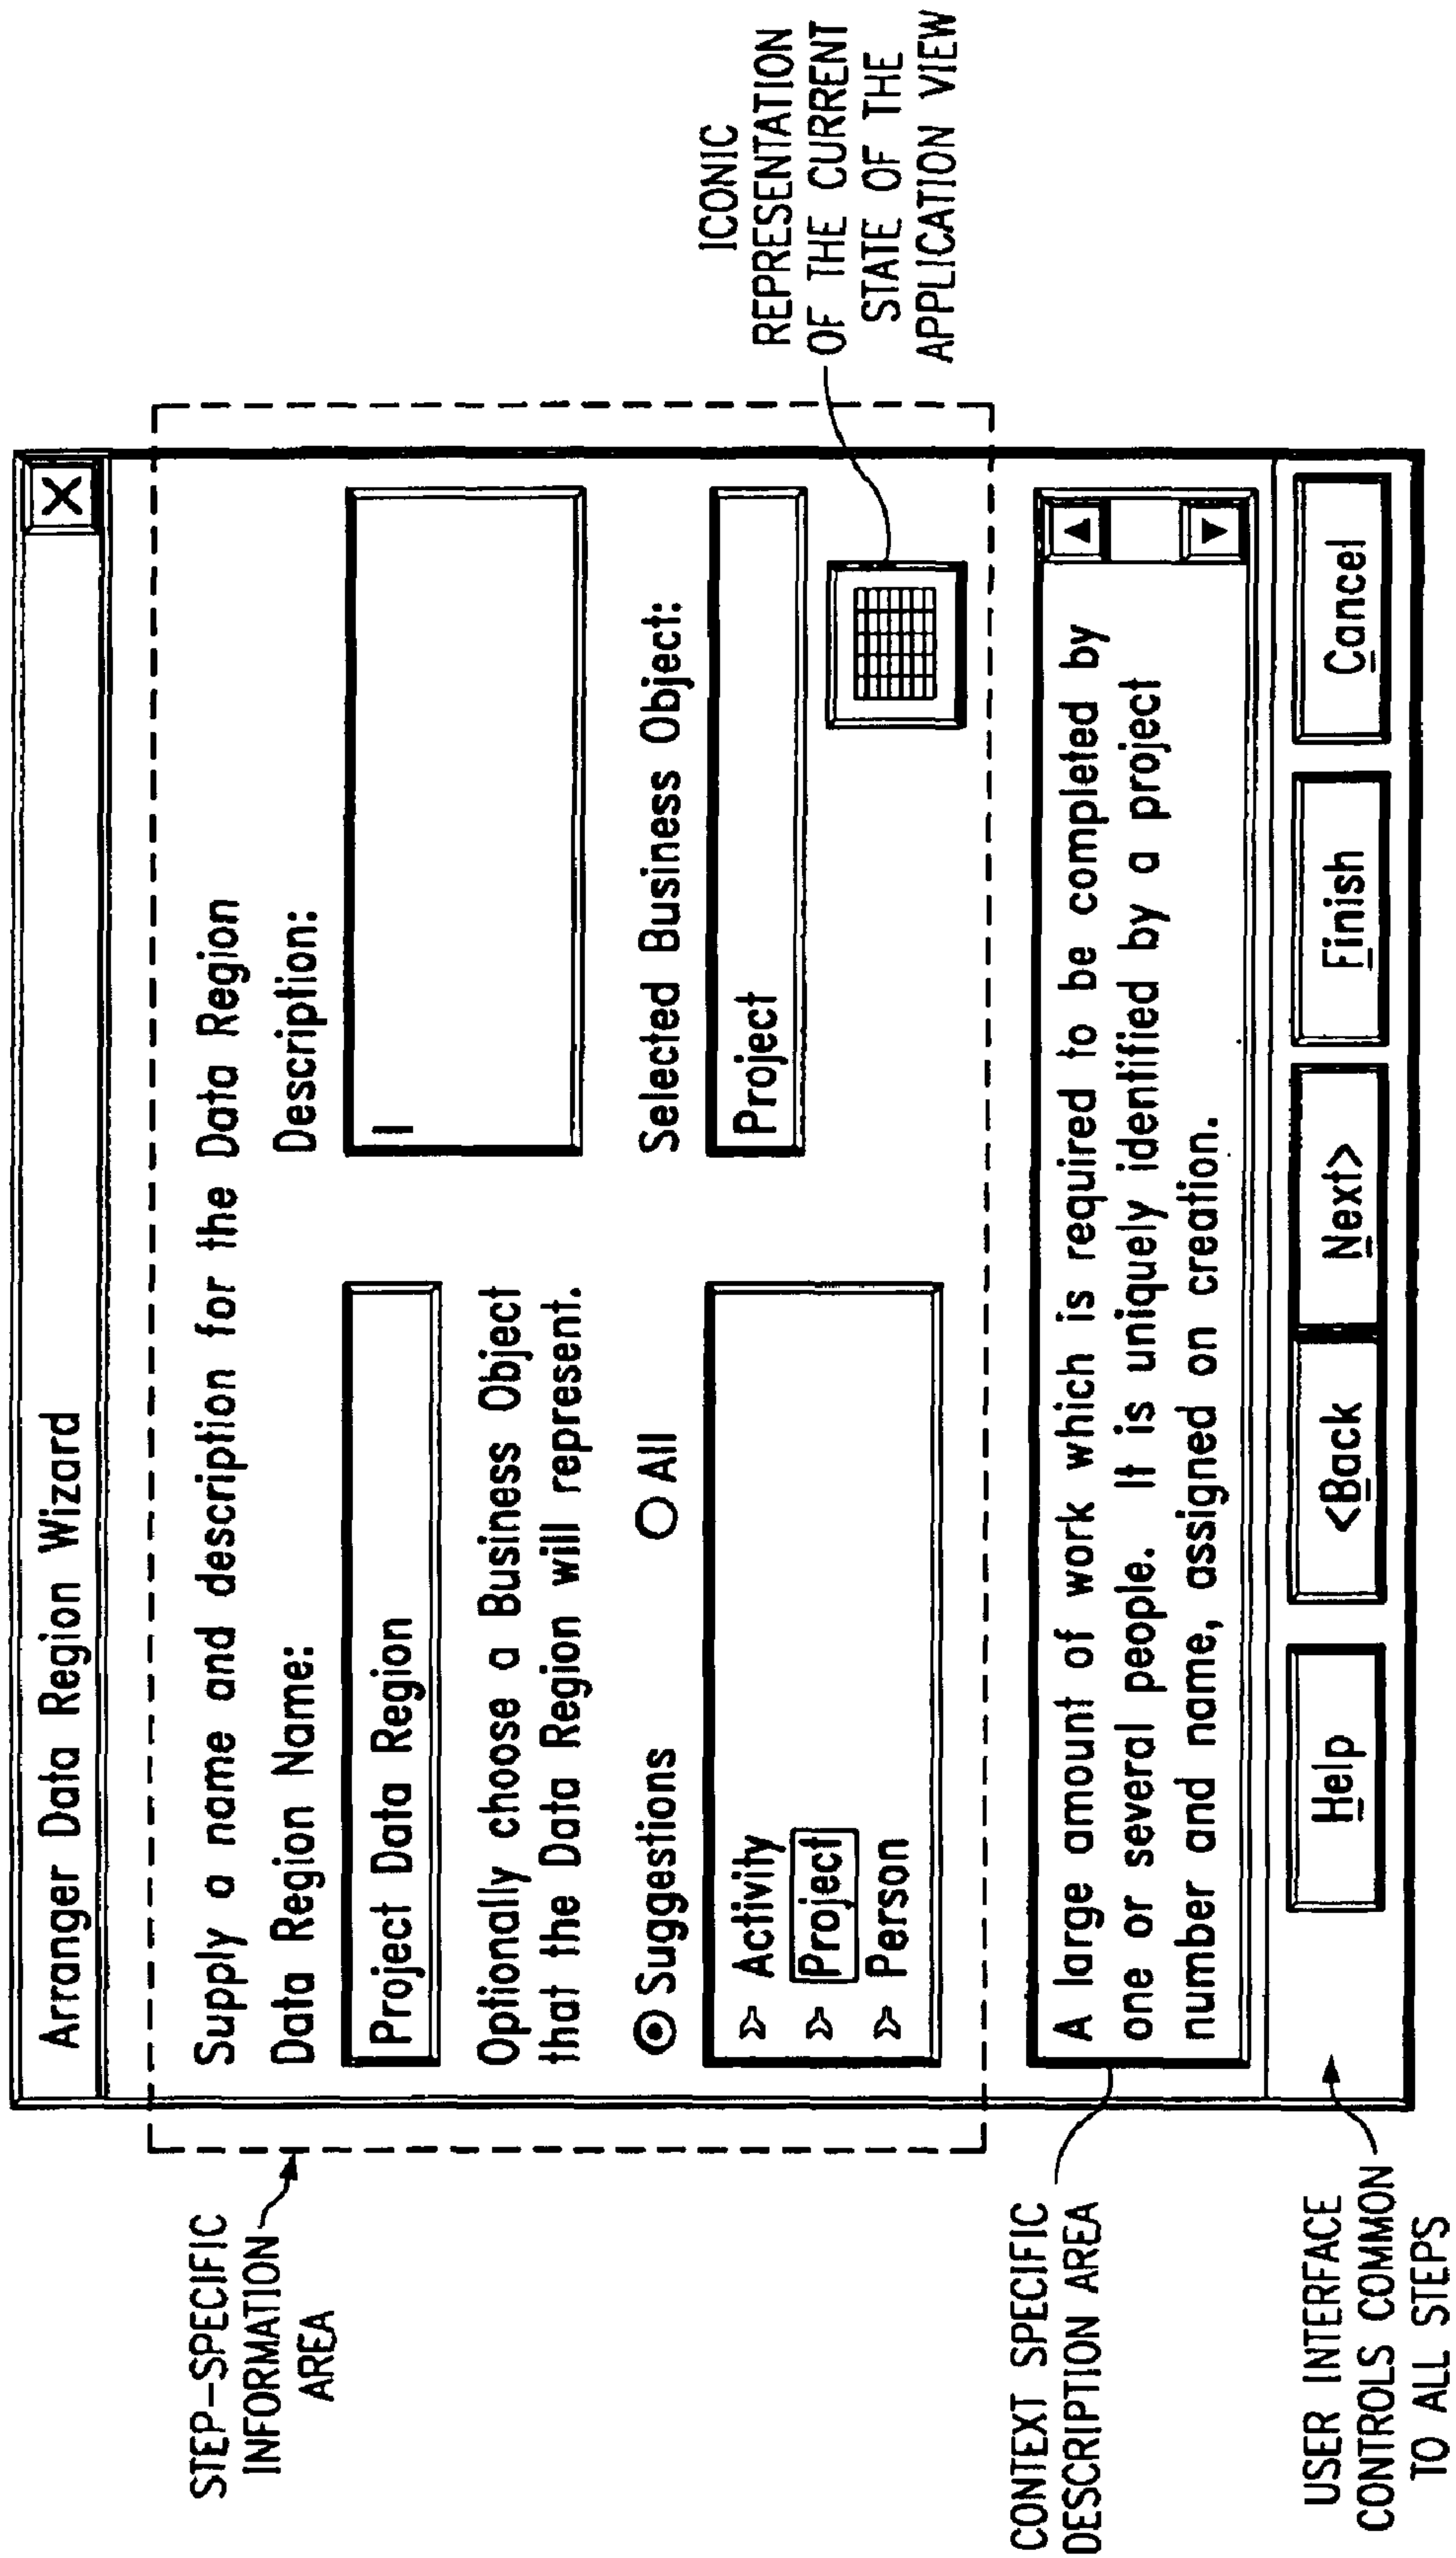 Arranger Data Region Wizard
X
Supply a name and description for the Data Region
Data Region Name:
Project Data Region
Description:
Optionally choose a Business Object
that the Data Region will represent.
Suggestions
All
Activity
Project
Person
Selected Business Object:
Project
A large amount of work which is required to be completed by
one or several people. It is uniquely identified by a project
number and name, assigned on creation.
Help
<Back
Next>
Finish
Cancel
STEP-SPECIFIC
INFORMATION
AREA
CONTEXT SPECIFIC
DESCRIPTION AREA
USER INTERFACE
CONTROLS COMMON
TO ALL STEPS
ICONIC
REPRESENTATION
OF THE CURRENT
STATE OF THE
APPLICATION VIEW